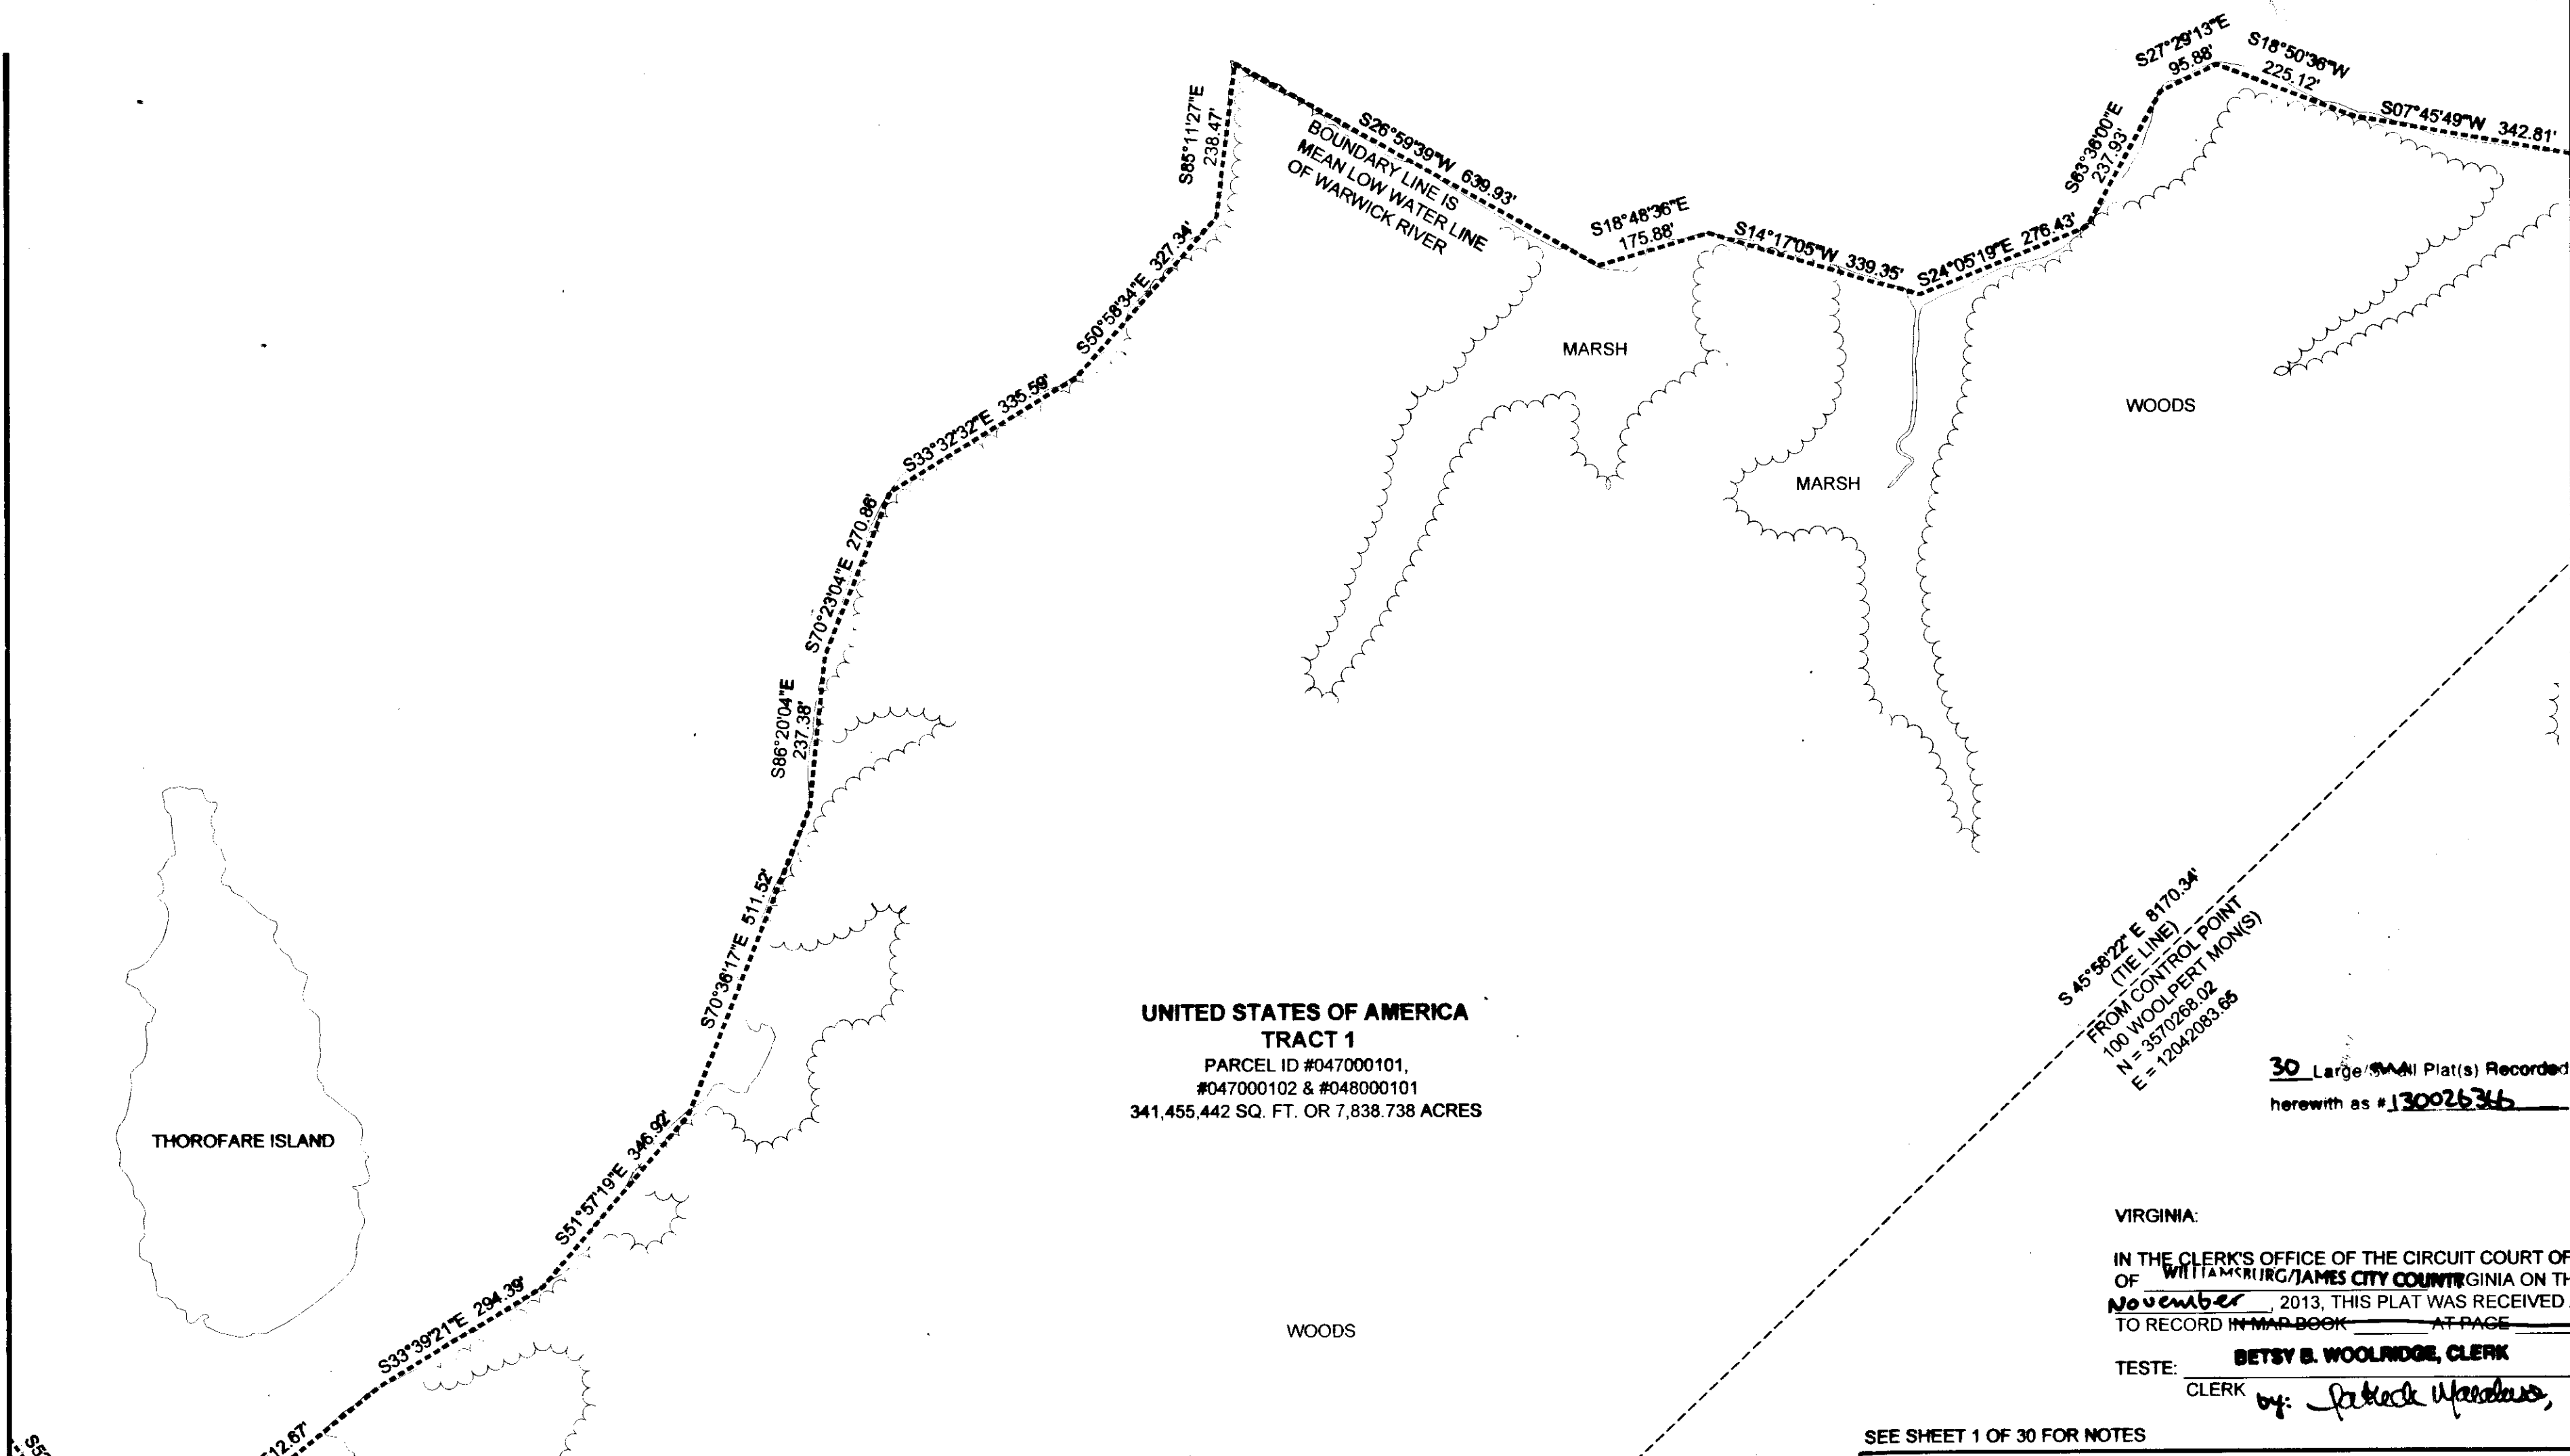 S27°29'13"E
95.88'
S18°50'36"W
225.12'
S07°45'49"W 342.81'
S85°11'27"E
238.47'
S26°59'39"W 639.93'
BOUNDARY LINE IS
MEAN LOW WATER LINE
OF WARWICK RIVER
S63°36'00"E
237.93'
S18°48'36"E
175.88'
S14°17'05"W 339.35'
S24°05'19"E 276.43'
S50°58'34"E 327.34'
MARSH
S33°32'32"E 335.59'
WOODS
MARSH
S70°23'04"E 270.86'
S86°20'04"E
237.38'
S70°36'17"E 511.52'
S 45°58'22" E 8170.34'
(TIE LINE)
FROM CONTROL POINT
100 WOOLPERT MON(S)
N = 3570268.02
E = 12042083.65
UNITED STATES OF AMERICA
TRACT 1
PARCEL ID #047000101,
#047000102 & #048000101
341,455,442 SQ. FT. OR 7,838.738 ACRES
30 Large/Small Plat(s) Recorded
herewith as #130026366
THOROFARE ISLAND
S51°57'19"E 346.92'
VIRGINIA:
IN THE CLERK'S OFFICE OF THE CIRCUIT COURT OF
OF WILLIAMSBURG/JAMES CITY COUNTRGINIA ON TH
November, 2013, THIS PLAT WAS RECEIVED
TO RECORD IN MAP BOOK AT PAGE
S33°39'21"E 294.39'
WOODS
TESTE: BETSY B. WOOLRIDGE, CLERK
CLERK by:
12.67'
SEE SHEET 1 OF 30 FOR NOTES